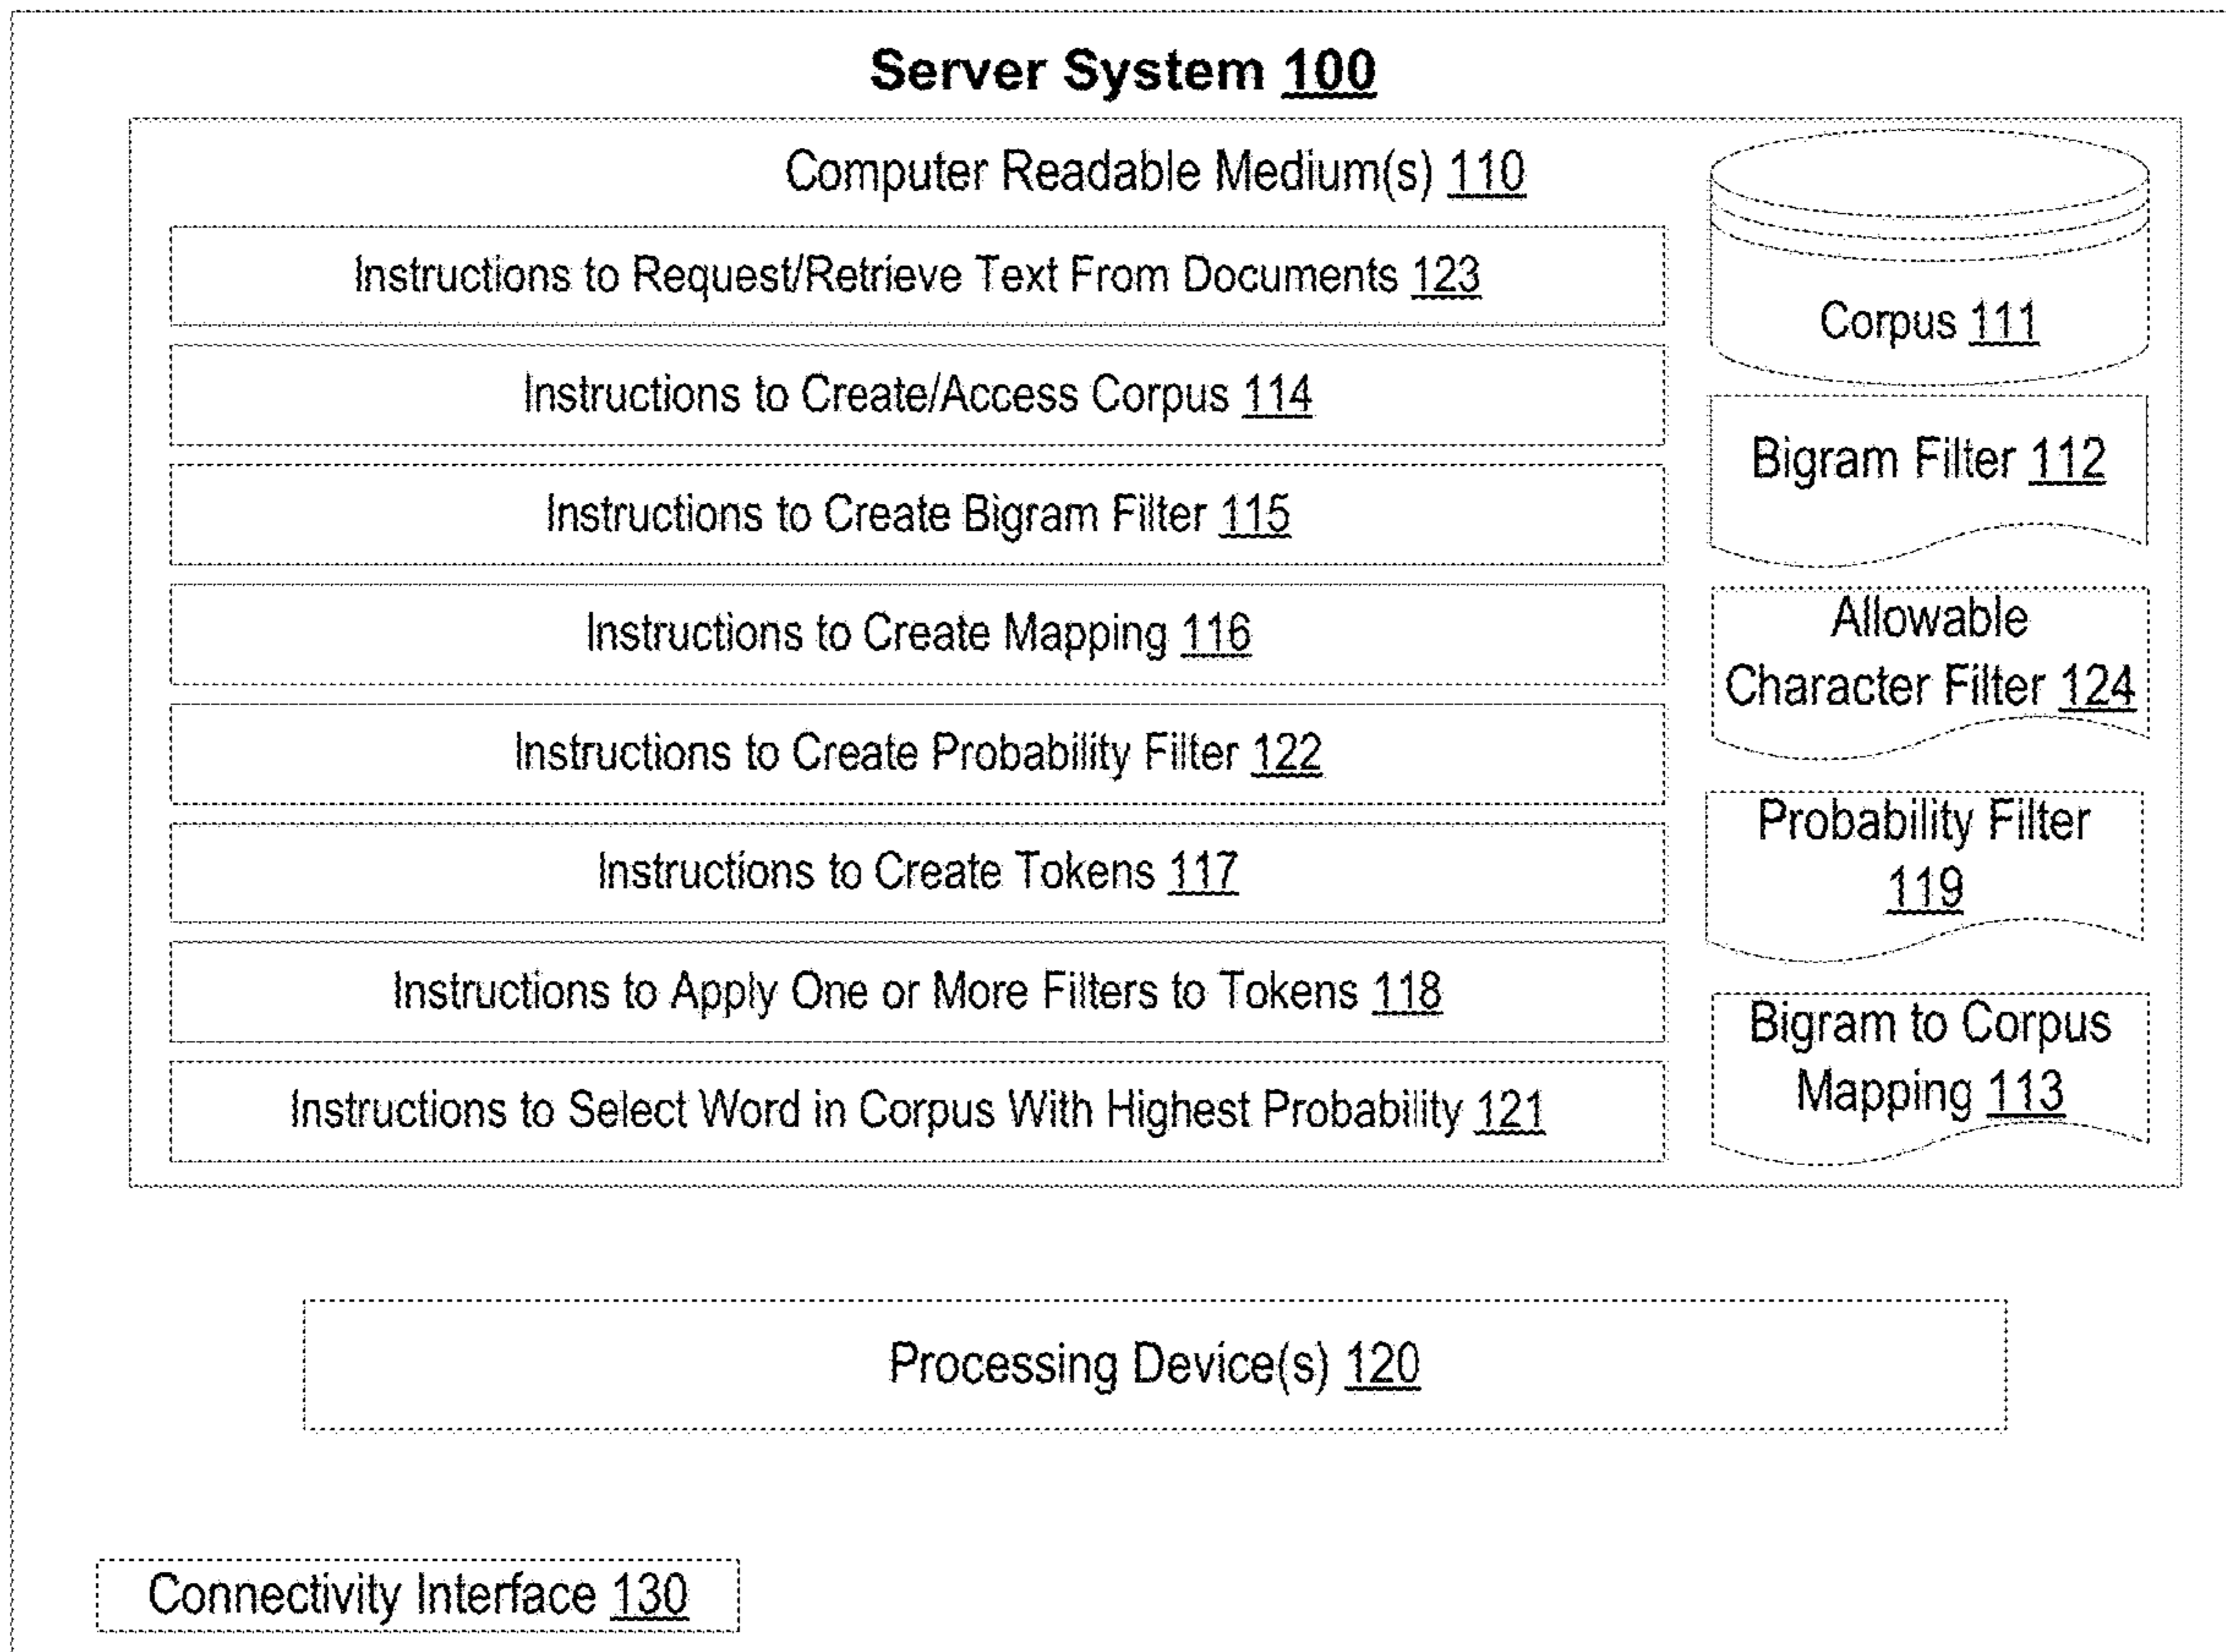 Server System 100
Computer Readable Medium(s) 110
Instructions to Request/Retrieve Text From Documents 123
Instructions to Create/Access Corpus 114
Instructions to Create Bigram Filter 115
Instructions to Create Mapping 116
Instructions to Create Probability Filter 122
Instructions to Create Tokens 117
Instructions to Apply One or More Filters to Tokens 118
Instructions to Select Word in Corpus With Highest Probability 121
Corpus 111
Bigram Filter 112
Allowable
Character Filter 124
Probability Filter
119
Bigram to Corpus
Mapping 113
Processing Device(s) 120
Connectivity Interface 130